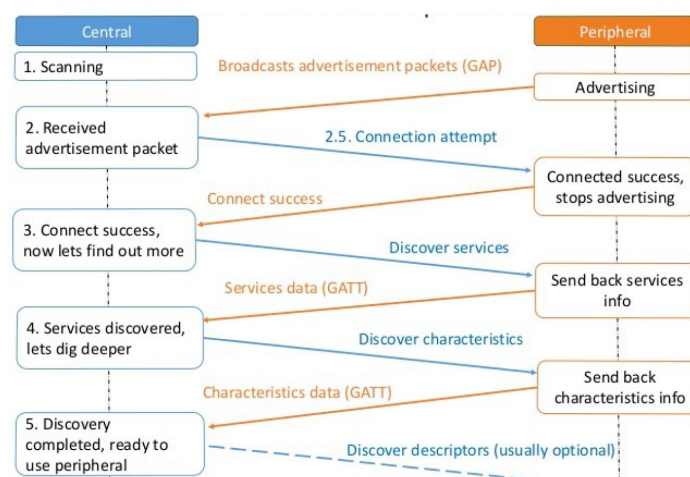 Central
Peripheral
1. Scanning
Broadcasts advertisement packets (GAP)
Advertising
2. Received
advertisement packet
2.5. Connection attempt
Connected success,
stops advertising
Connect success
3. Connect success,
now lets find out more
Discover services
Send back services
info
Services data (GATT)
4. Services discovered,
lets dig deeper
Discover characteristics
Send back
characteristics info
Characteristics data (GATT)
5. Discovery
completed, ready to
use peripheral
Discover descriptors (usually optional)